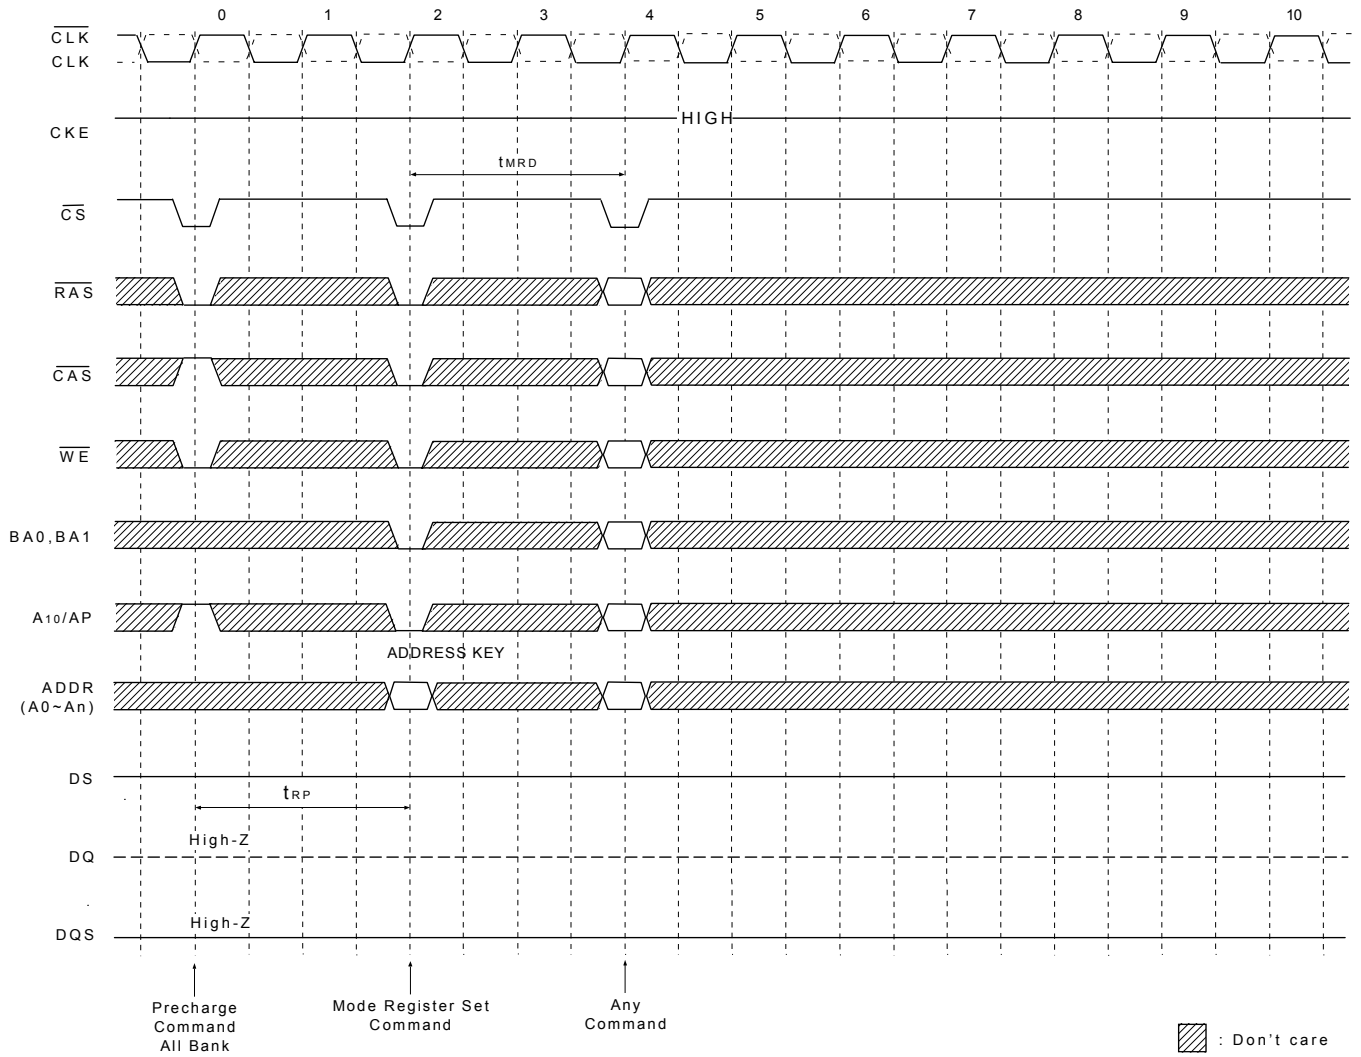 0 1 2 3 4 5 6 7 8 9 10
CLK
CLK
CKE
HIGH
tMRD
CS
RAS
CAS
WE
BA0,BA1
A10/AP
ADDRESS KEY
ADDR
(A0~An)
DS
tRP
High-Z
DQ
High-Z
DQS
Precharge
Command
All Bank
Mode Register Set
Command
Any
Command
: Don't care